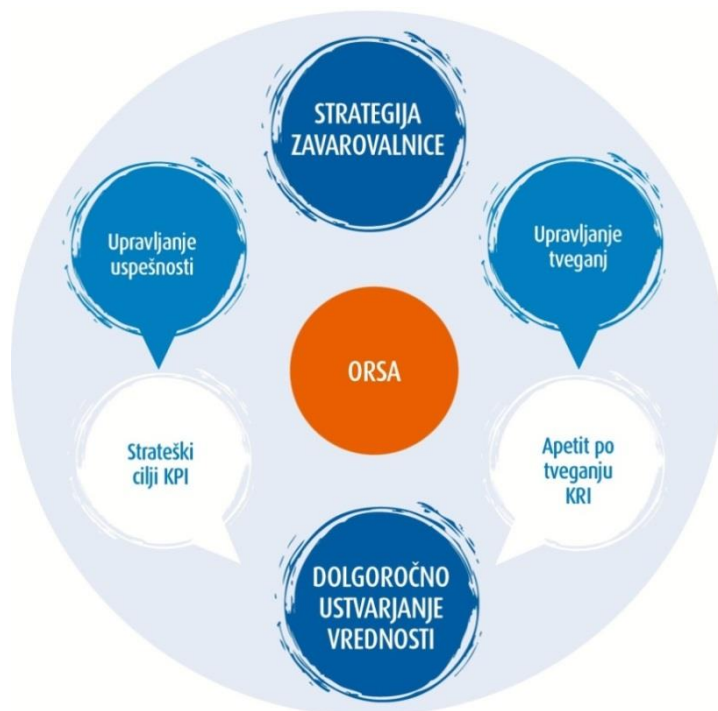 STRATEGIJA
ZAVAROVALNICE
Upravljanje
uspešnosti
Upravljanje
tveganj
ORSA
Strateški
cilji KPI
Apetit po
tveganju
KRI
DOLGOROČNO
USTVARJANJE
VREDNOSTI